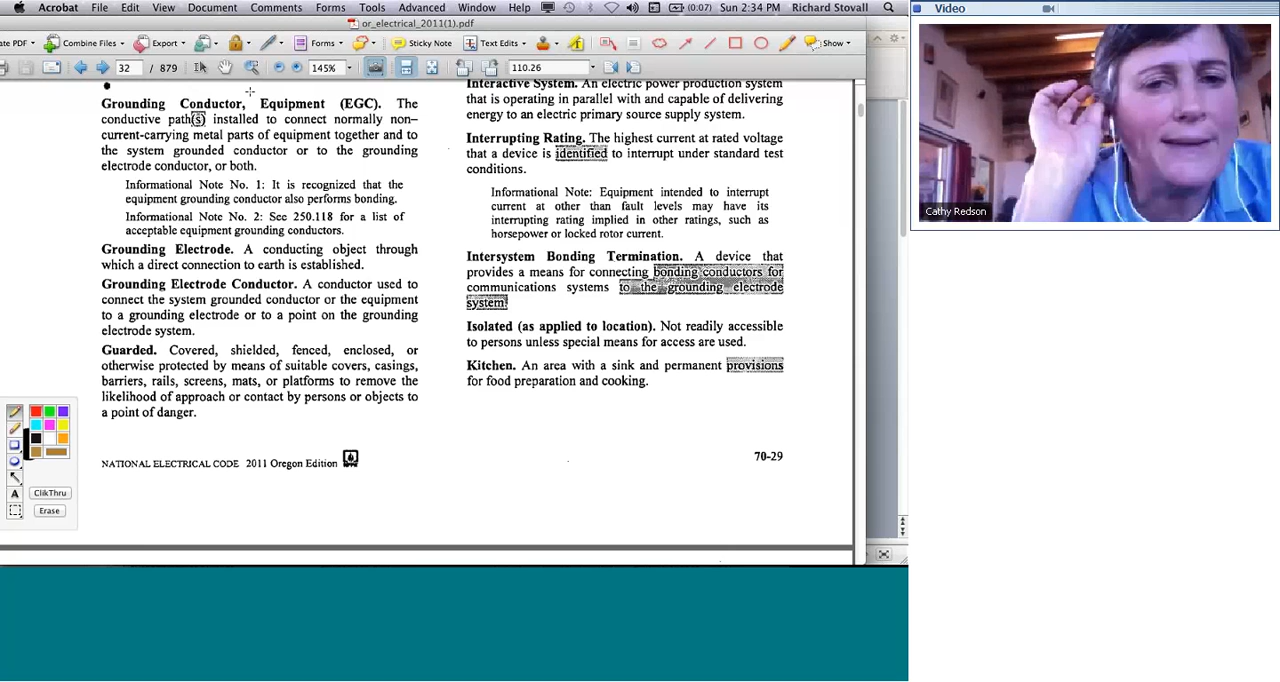 Acrobat File Edit View Window Document Comments Forms Tools Advanced Window Help (0:07) Sun 2:34 PM Richard Stovall
or_electrical_2011(1).pdf
ate PDF Combine Files Export Forms Sticky Note Text Edits Show
32 / 879 145% 110.26
Grounding Conductor, Equipment (EGC). The
conductive path(s) installed to connect normally non–
current-carrying metal parts of equipment together and to
the system grounded conductor or to the grounding
electrode conductor, or both.
Informational Note No. 1: It is recognized that the
equipment grounding conductor also performs bonding.
Informational Note No. 2: See 250.118 for a list of
acceptable equipment grounding conductors.
Grounding Electrode. A conducting object through
which a direct connection to earth is established.
Grounding Electrode Conductor. A conductor used to
connect the system grounded conductor or the equipment
to a grounding electrode or to a point on the grounding
electrode system.
Guarded. Covered, shielded, fenced, enclosed, or
otherwise protected by means of suitable covers, casings,
barriers, rails, screens, mats, or platforms to remove the
likelihood of approach or contact by persons or objects to
a point of danger.
NATIONAL ELECTRICAL CODE 2011 Oregon Edition
Interactive System. An electric power production system
that is operating in parallel with and capable of delivering
energy to an electric primary source supply system.
Interrupting Rating. The highest current at rated voltage
that a device is identified to interrupt under standard test
conditions.
Informational Note: Equipment intended to interrupt
current at other than fault levels may have its
interrupting rating implied in other ratings, such as
horsepower or locked rotor current.
Intersystem Bonding Termination. A device that
provides a means for connecting bonding conductors for
communications systems to the grounding electrode
system.
Isolated (as applied to location). Not readily accessible
to persons unless special means for access are used.
Kitchen. An area with a sink and permanent provisions
for food preparation and cooking.
70-29
A
ClikThru
Erase
Video
Cathy Redson